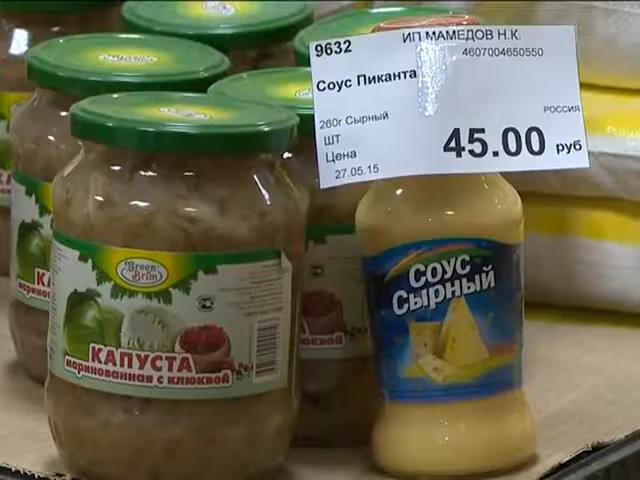 9632
ИП МАМЕДОВ Н.К.
4607004650550
Соус Пиканта
260г Сырный
РОССИЯ
ШТ
Цена
45.00 руб
27.05.15
Green
Brim
КАПУСТА
маринованная с клюквой
Соус
Сырный